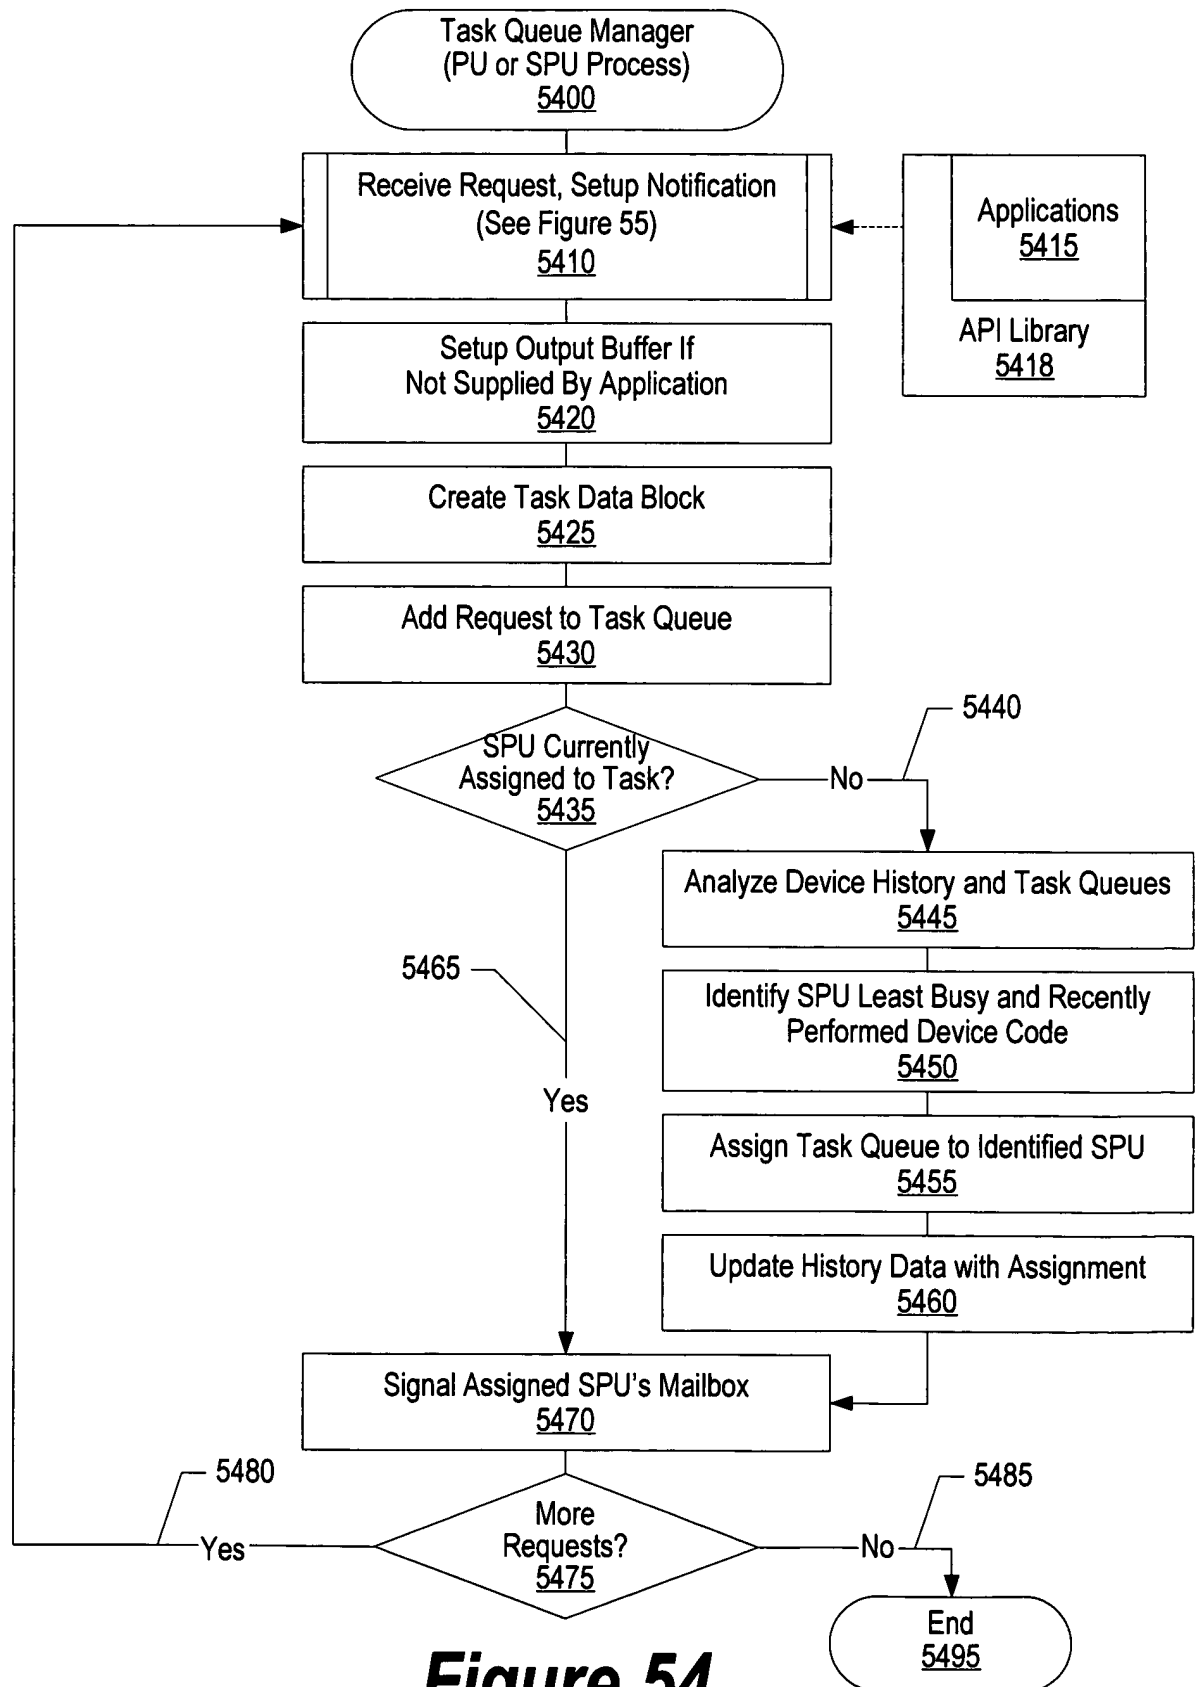 Task Queue Manager
(PU or SPU Process)
5400
Receive Request, Setup Notification
(See Figure 55)
5410
Applications
5415
API Library
5418
Setup Output Buffer If
Not Supplied By Application
5420
Create Task Data Block
5425
Add Request to Task Queue
5430
SPU Currently
Assigned to Task?
5435
No
5440
Analyze Device History and Task Queues
5445
Identify SPU Least Busy and Recently
Performed Device Code
5450
Assign Task Queue to Identified SPU
5455
Update History Data with Assignment
5460
5465
Yes
Signal Assigned SPU's Mailbox
5470
More
Requests?
5475
5480
Yes
5485
No
End
5495
Figure 54